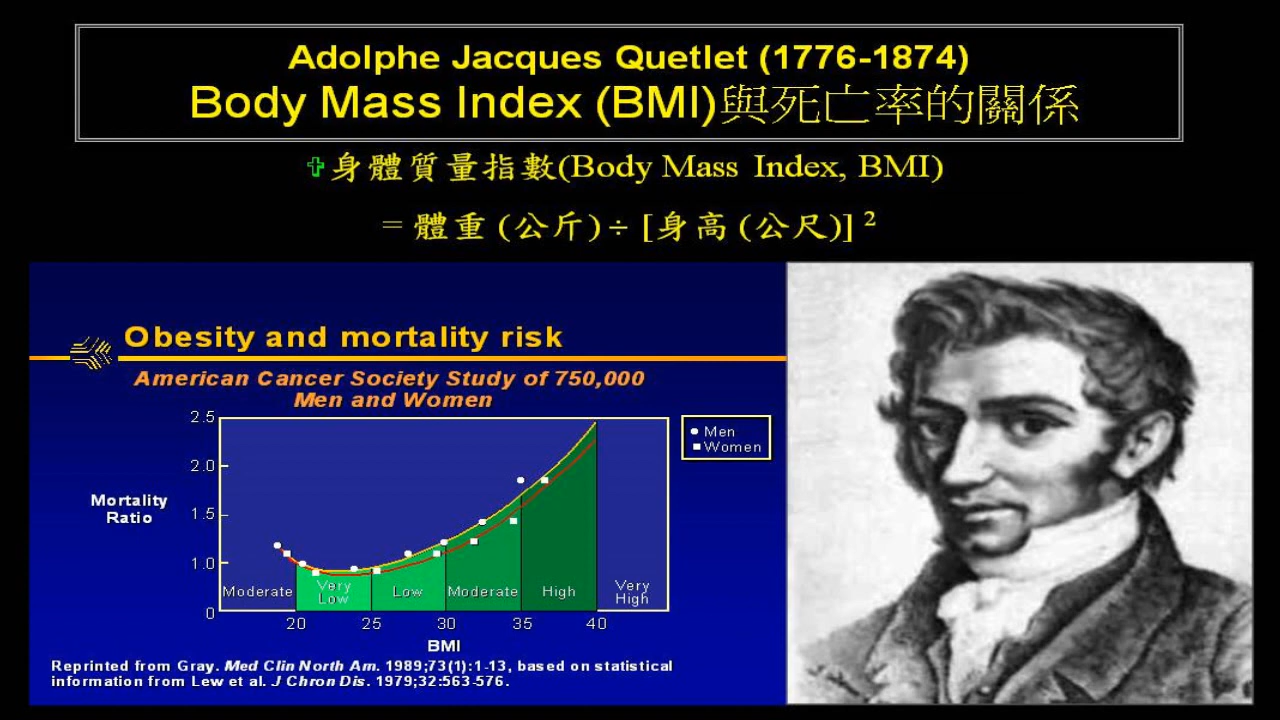 Adolphe Jacques Quetlet (1776-1874)
Body Mass Index (BMI)與死亡率的關係
✞身體質量指數(Body Mass Index, BMI)
= 體重 (公斤) ÷ [身高 (公尺)] ²
Obesity and mortality risk
American Cancer Society Study of 750,000
Men and Women
2.5
2.0
1.5
1.0
0
Mortality
Ratio
Men
Women
Moderate
Very
Low
Low
Moderate
High
Very
High
20 25 30 35 40
BMI
Reprinted from Gray. Med Clin North Am. 1989;73(1):1-13, based on statistical
information from Lew et al. J Chron Dis. 1979;32:563-576.